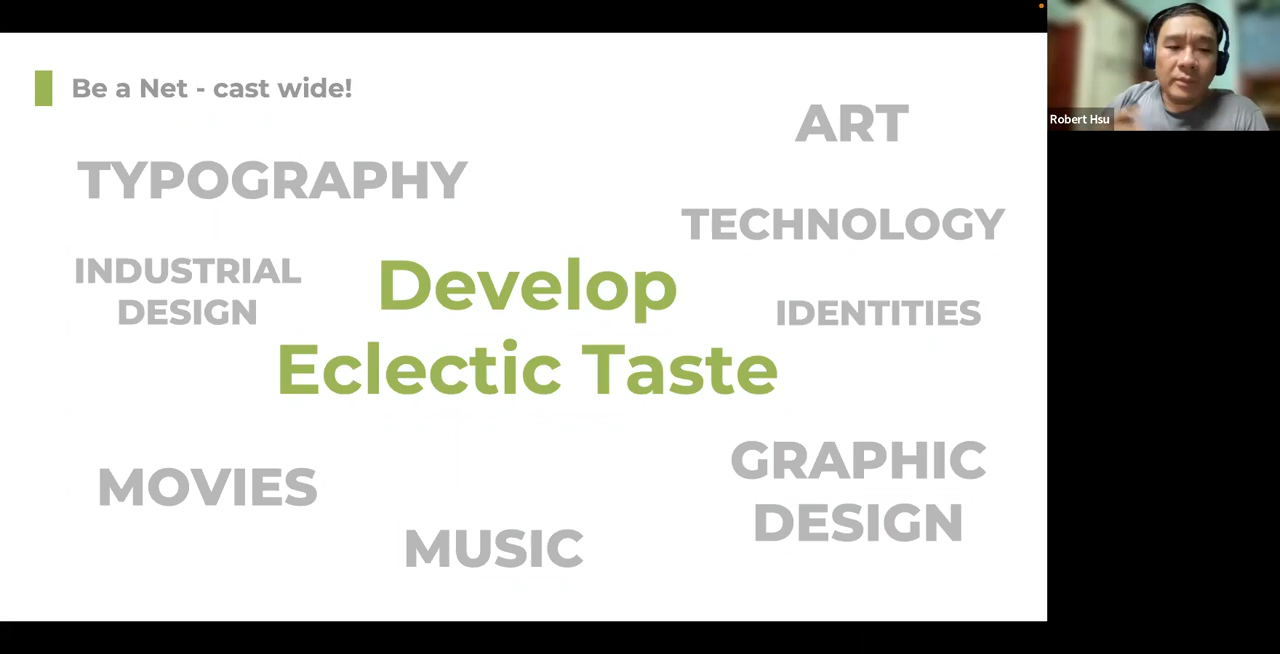 Be a Net - cast wide!
ART
TYPOGRAPHY
TECHNOLOGY
INDUSTRIAL
DESIGN
Develop
Eclectic Taste
IDENTITIES
MOVIES
MUSIC
GRAPHIC
DESIGN
Robert Hsu